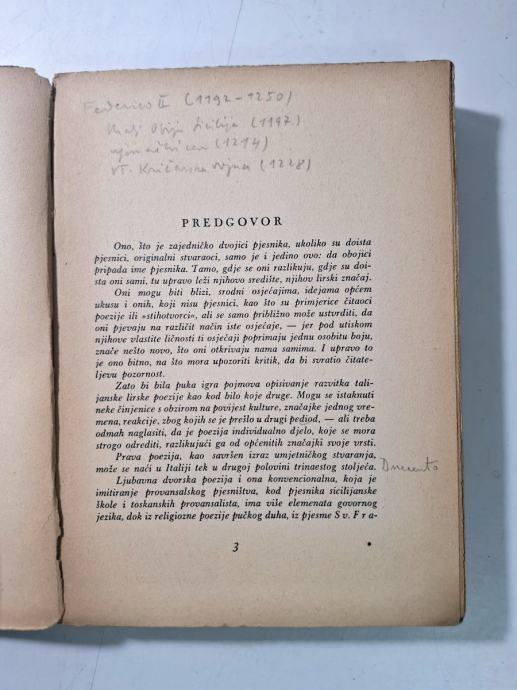 Federico II (1192-1250)
Kralj Obiju Sicilija (1197)
car (1214)
VI. Križarska vojna (1228)
PREDGOVOR
Ono, što je zajedničko dvojici pjesnika, ukoliko su doista
pjesnici, originalni stvaraoci, samo je i jedino ovo: da obojici
pripada ime pjesnika. Tamo, gdje se oni razlikuju, gdje su doi-
sta oni sami, tu upravo leži njihovo središte, njihov lirski značaj.
Oni mogu biti blizi, srodni osjećajima, idejama općem
ukusu i onih, koji nisu pjesnici, kao što su primjerice čitaoci
poezije ili »stihotvorci«, ali se samo približno može ustvrditi, da
oni pjevaju na različit način iste osjećaje, — jer pod utiskom
njihove vlastite ličnosti ti osjećaji poprimaju jednu osobitu boju,
znače nešto novo, što oni otkrivaju nama samima. I upravo to
je ono bitno, na što mora upozoriti kritik, da bi svratio čitate-
ljevu pozornost.
Zato bi bila puka igra pojmova opisivanje razvitka tali-
janske lirske poezije kao kod bilo koje druge. Mogu se istaknuti
neke činjenice s obzirom na povijest kulture, značajke jednog vre-
mena, reakcije, zbog kojih se je prešlo u drugi pediod, — ali treba
odmah naglasiti, da je poezija individualno djelo, koje se mora
strogo odrediti, razlikujući ga od općenitih značajki svoje vrsti.
Prava poezija, kao savršen izraz umjetničkog stvaranja,
može se naći u Italiji tek u drugoj polovini trinaestog stoljeća.
Duecento
Ljubavna dvorska poezija i ona konvencionalna, koja je
imitiranje provansalskog pjesništva, kod pjesnika sicilijanske
škole i toskanskih provansalista, ima više elemenata govornog
jezika, dok iz religiozne poezije pučkog duha, iz pjesme Sv. Fra-
3